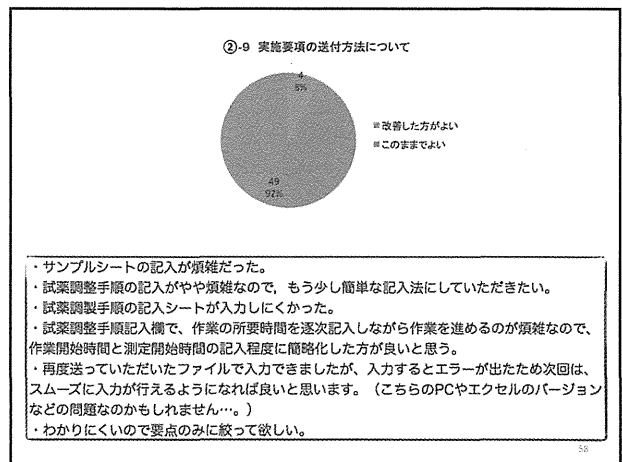 ②-9 実施要項の送付方法について
4
8%
改善した方がよい
このままでよい
49
92%
・サンプルシートの記入が煩雑だった。
・試薬調整手順の記入がやや煩雑なので，もう少し簡単な記入法にしていただきたい。
・試薬調製手順の記入シートが入力しにくかった。
・試薬調整手順記入欄で、作業の所要時間を逐次記入しながら作業を進めるのが煩雑なので、
作業開始時間と測定開始時間の記入程度に簡略化した方が良いと思う。
・再度送っていただいたファイルで入力できましたが、入力するとエラーが出たため次回は、
スムーズに入力が行えるようになれば良いと思います。（こちらのPCやエクセルのバージョン
などの問題なのかもしれません…。）
・わかりにくいので要点のみに絞って欲しい。
58